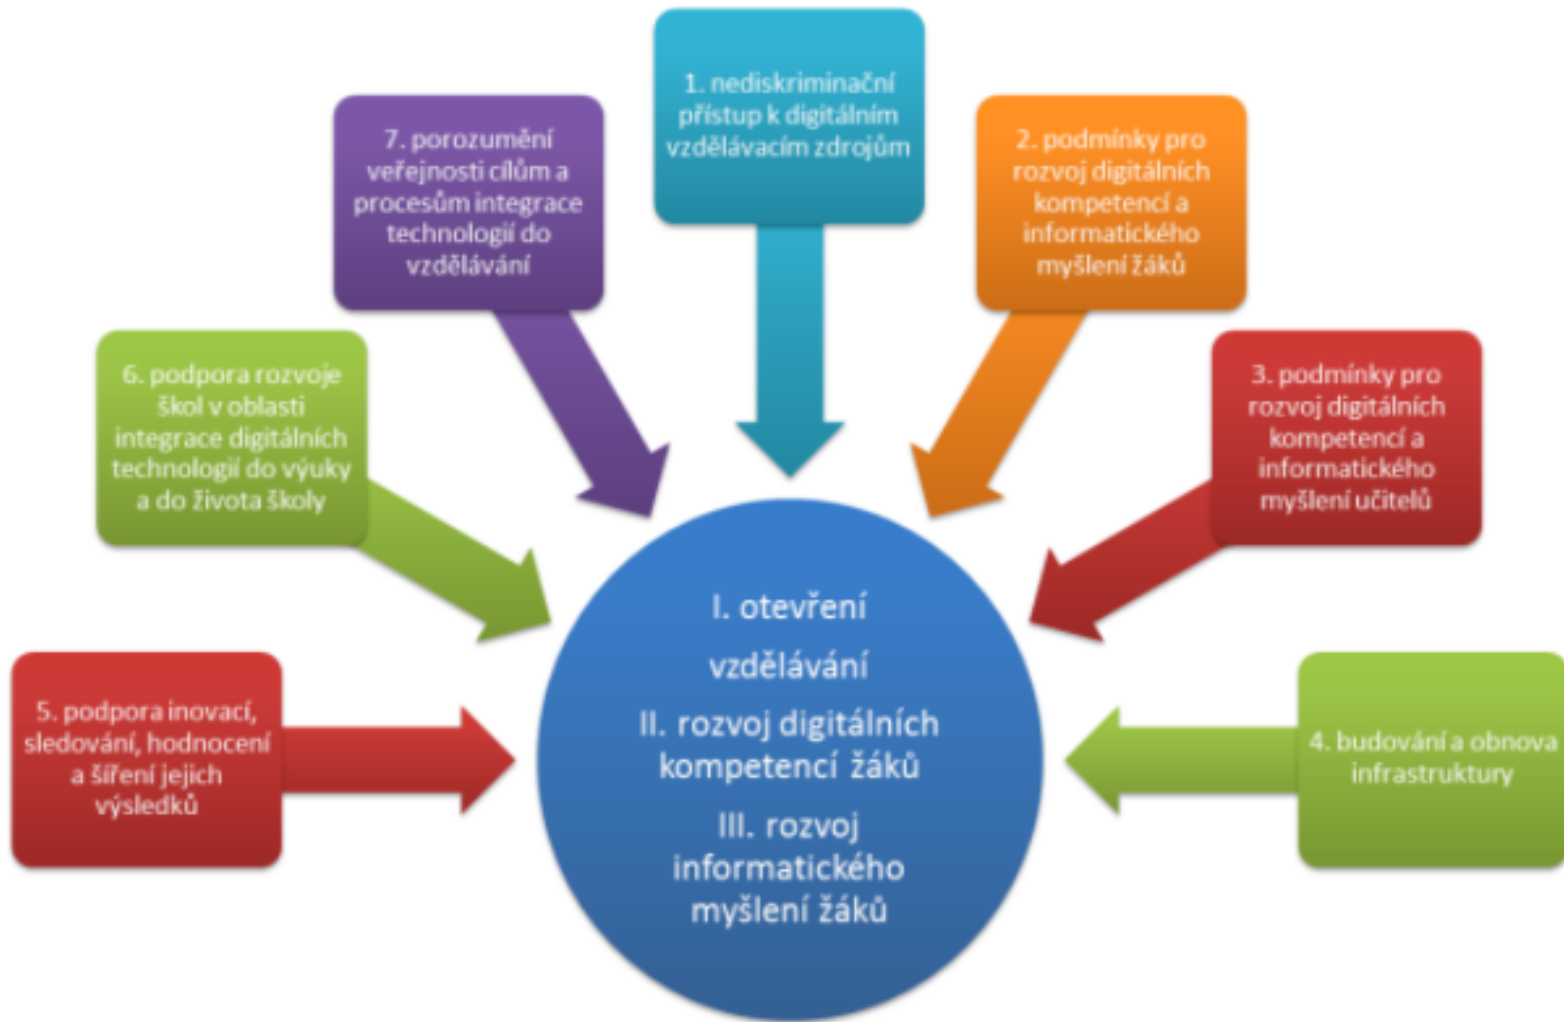 1. nediskriminační
přístup k digitálním
vzdělávacím zdrojům
2. podmínky pro
rozvoj digitálních
kompetencí a
informatického
myšlení žáků
3. podmínky pro
rozvoj digitálních
kompetencí a
informatického
myšlení učitelů
4. budování a obnova
infrastruktury
5. podpora inovací,
sledování, hodnocení
a šíření jejich
výsledků
6. podpora rozvoje
škol v oblasti
integrace digitálních
technologií do výuky
a do života školy
7. porozumění
veřejnosti cílům a
procesům integrace
technologií do
vzdělávání
I. otevření
vzdělávání
II. rozvoj digitálních
kompetencí žáků
III. rozvoj
informatického
myšlení žáků